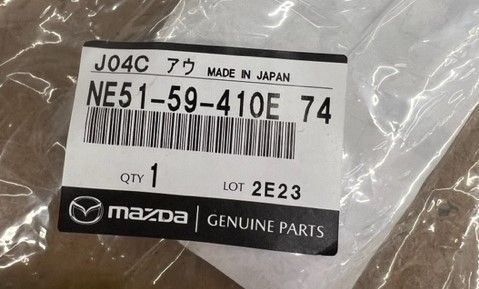 J04C アウ MADE IN JAPAN
NE51-59-410E 74
QTY 1 LOT 2E23
mazda GENUINE PARTS